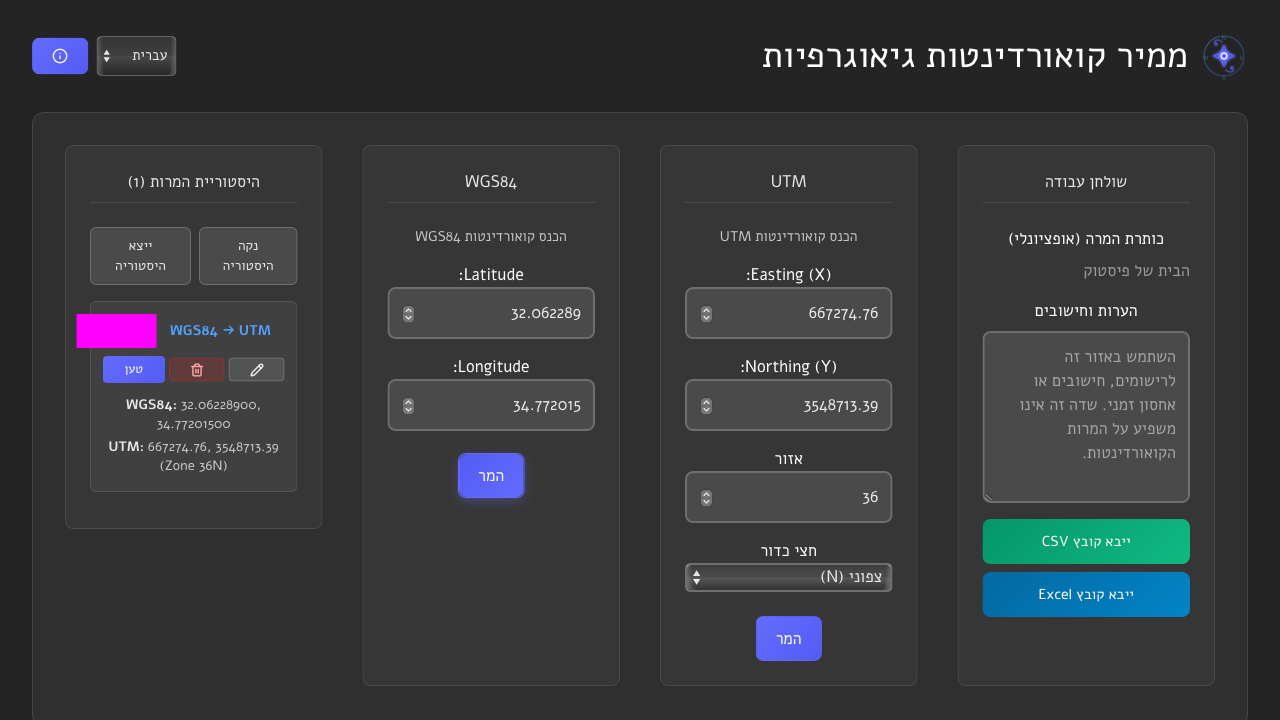 ממיר קואורדינטות גיאוגרפיות
עברית
שולחן עבודה
כותרת המרה (אופציונלי)
הבית של פיסטוק
הערות וחישובים
השתמש באזור זה
לרישומים, חישובים או
אחסון זמני. שדה זה אינו
משפיע על המרות
הקואורדינטות.
ייבא קובץ CSV
ייבא קובץ Excel
UTM
הכנס קואורדינטות UTM
Easting (X):
667274.76
Northing (Y):
3548713.39
אזור
36
חצי כדור
צפוני (N)
המר
WGS84
הכנס קואורדינטות WGS84
Latitude:
32.062289
Longitude:
34.772015
המר
היסטוריית המרות (1)
נקה
היסטוריה
ייצא
היסטוריה
WGS84 → UTM
טען
WGS84: 32.06228900,
34.77201500
UTM: 667274.76, 3548713.39
(Zone 36N)